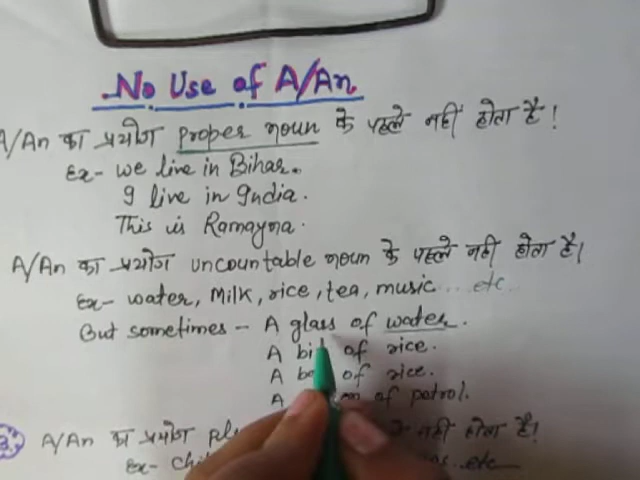 No Use of A/An
A/An का प्रयोग proper noun के पहले नहीं होता है!
Ex- we live in Bihar.
I live in India.
This is Ramayna.
A/An का प्रयोग uncountable noun के पहले नहीं होता है।
Ex- water, Milk, rice, tea, music....etc.
But sometimes - A glass of water.
A of rice.
A of rice.
A of petrol.
A/An का प्रयोग नहीं होता है!
Ex- etc